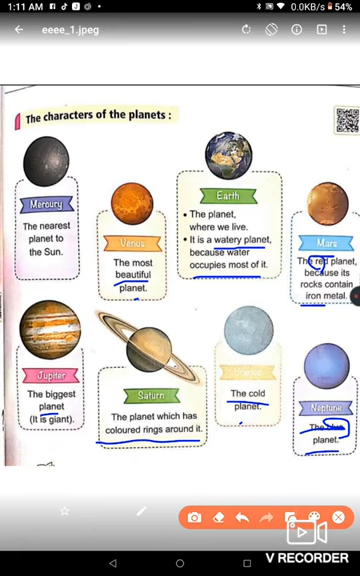 1:11 AM
0.0KB/s
54%
eeee_1.jpeg
The characters of the planets :
Mercury
The nearest
planet to
the Sun.
Venus
The most
beautiful
planet.
Earth
• The planet,
where we live.
• It is a watery planet,
because water
occupies most of it.
Mars
The red planet,
because its
rocks contain
iron metal.
Jupiter
The biggest
planet
(It is giant).
Saturn
The planet which has
coloured rings around it.
The cold
planet.
Neptune
The blue
planet.
V RECORDER